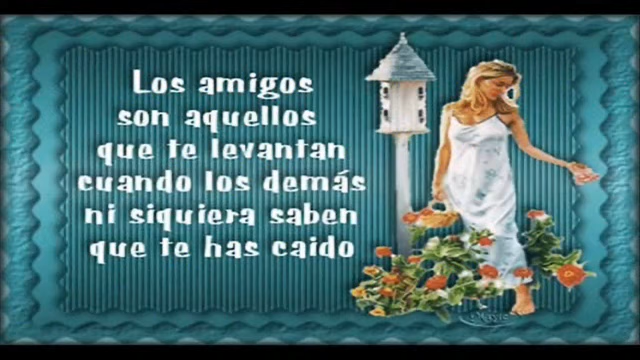 Los amigos
son aquellos
que te levantan
cuando los demás
ni siquiera saben
que te has caido